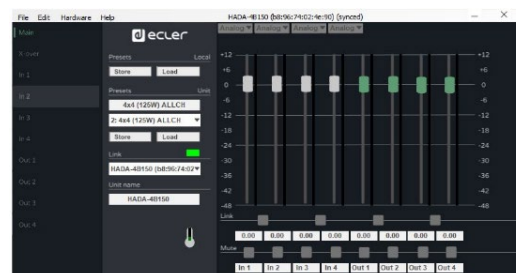 File Edit Hardware Help
HADA-4B150 (b8:96:74:02:4e:90) (synced)
Main
X-over
In 1
In 2
In 3
In 4
Out 1
Out 2
Out 3
Out 4
ecler
Presets Local
Store Load
Presets Unit
4x4 (125W) ALLCH
2: 4x4 (125W) ALLCH
Store Load
Link
HADA-4B150 (b8:96:74:02
Unit name
HADA-4B150
Analog Analog Analog Analog
+12 +12
+6 +6
0 0
-6 -6
-12 -12
-18 -18
-24 -24
-30 -30
-36 -36
-42 -42
-48 -48
Link
0.00 0.00 0.00 0.00 0.00 0.00 0.00 0.00
Mute
In 1 In 2 In 3 In 4 Out 1 Out 2 Out 3 Out 4